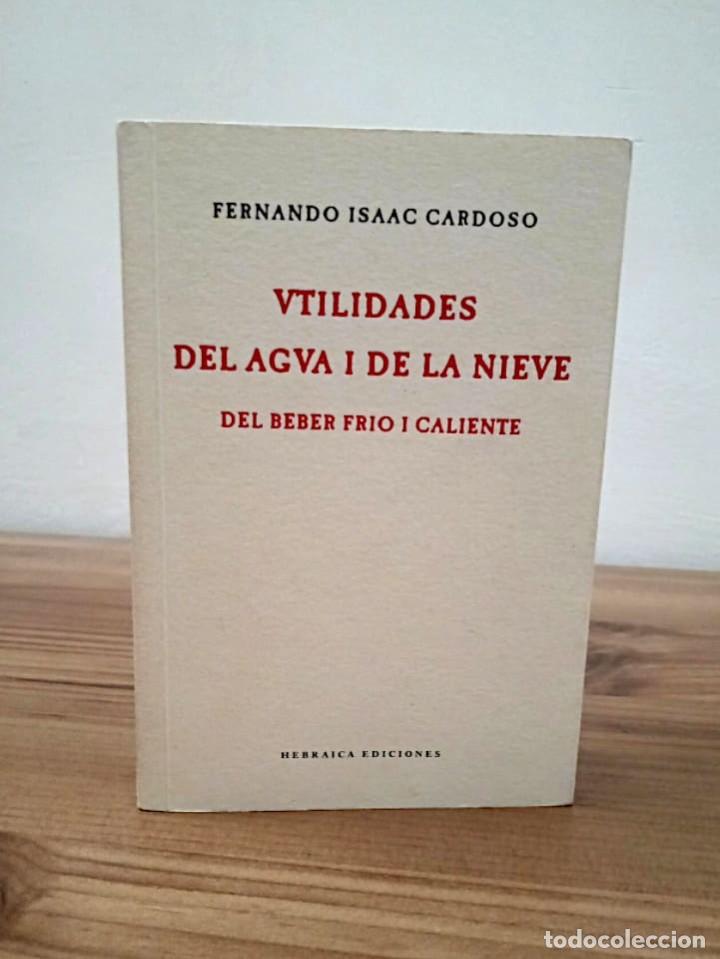 FERNANDO ISAAC CARDOSO
VTILIDADES
DEL AGVA I DE LA NIEVE
DEL BEBER FRIO I CALIENTE
HEBRAICA EDICIONES
todocoleccion